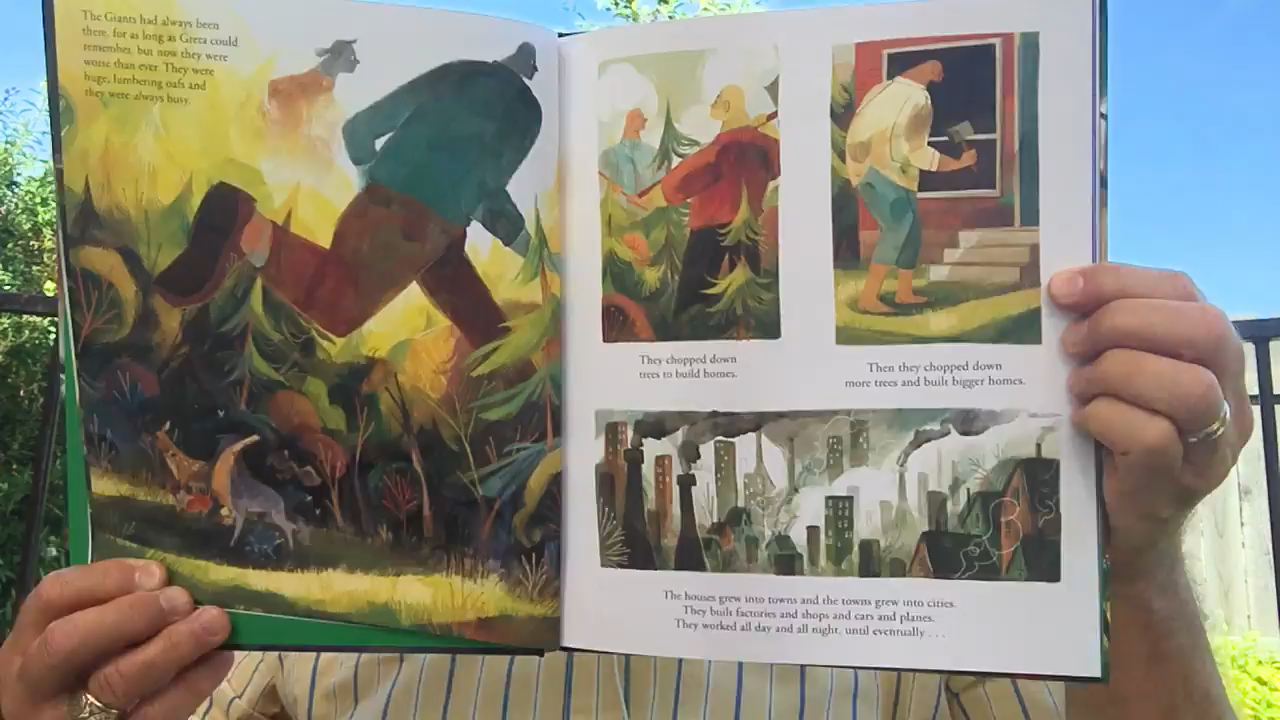 The Giants had always been
there, for as long as Greta could
remember, but now they were
worse than ever. They were
huge, lumbering oafs and
they were always busy.
They chopped down
trees to build homes.
Then they chopped down
more trees and built bigger homes.
The houses grew into towns and the towns grew into cities.
They built factories and shops and cars and planes.
They worked all day and all night, until eventually . . .